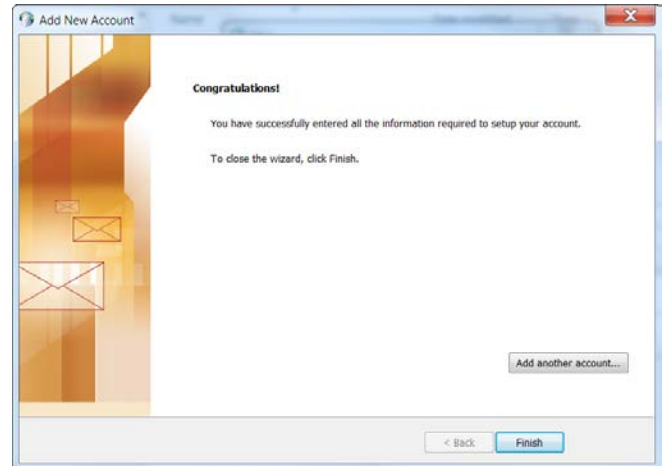 Add New Account
Congratulations!
You have successfully entered all the information required to setup your account.
To close the wizard, click Finish.
Add another account...
< Back
Finish